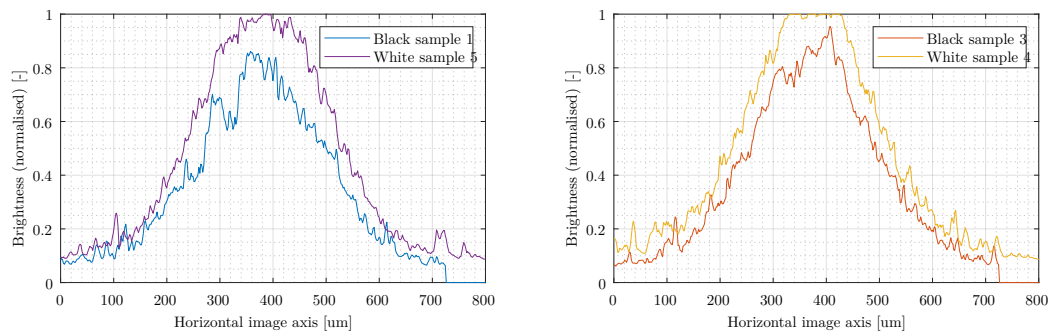 Brightness (normalised) [-]
1
0.8
0.6
0.4
0.2
0
0 100 200 300 400 500 600 700 800
Horizontal image axis [um]
Black sample 1
White sample 5
Brightness (normalised) [-]
1
0.8
0.6
0.4
0.2
0
0 100 200 300 400 500 600 700 800
Horizontal image axis [um]
Black sample 3
White sample 4